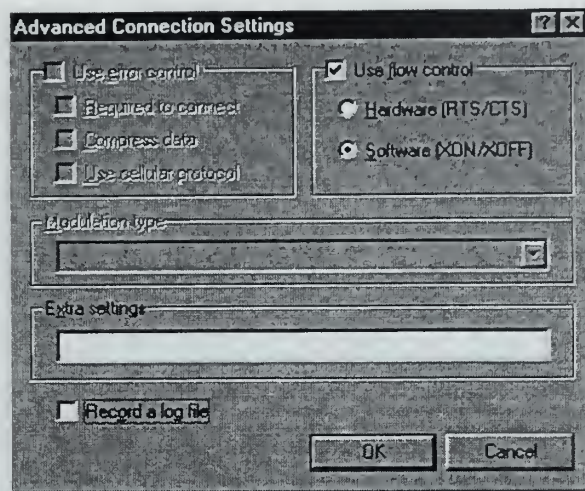 Advanced Connection Settings
Use error control
Required to connect
Compress data
Use cellular protocol
Use flow control
Hardware (RTS/CTS)
Software (XON/XOFF)
Modulation type
Extra settings
Record a log file
OK
Cancel